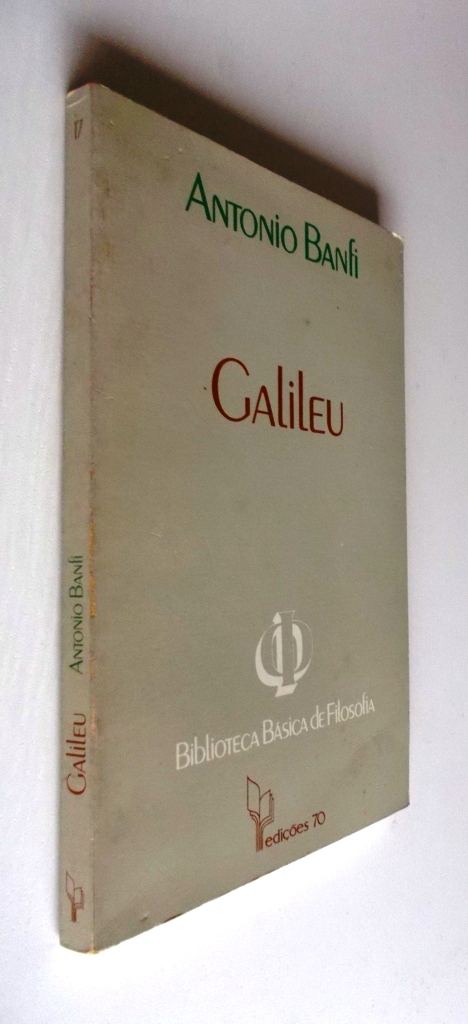 Antonio Banfi
Galileu
Biblioteca Básica de Filosofia
edições 70
Galileu Antonio Banfi 17